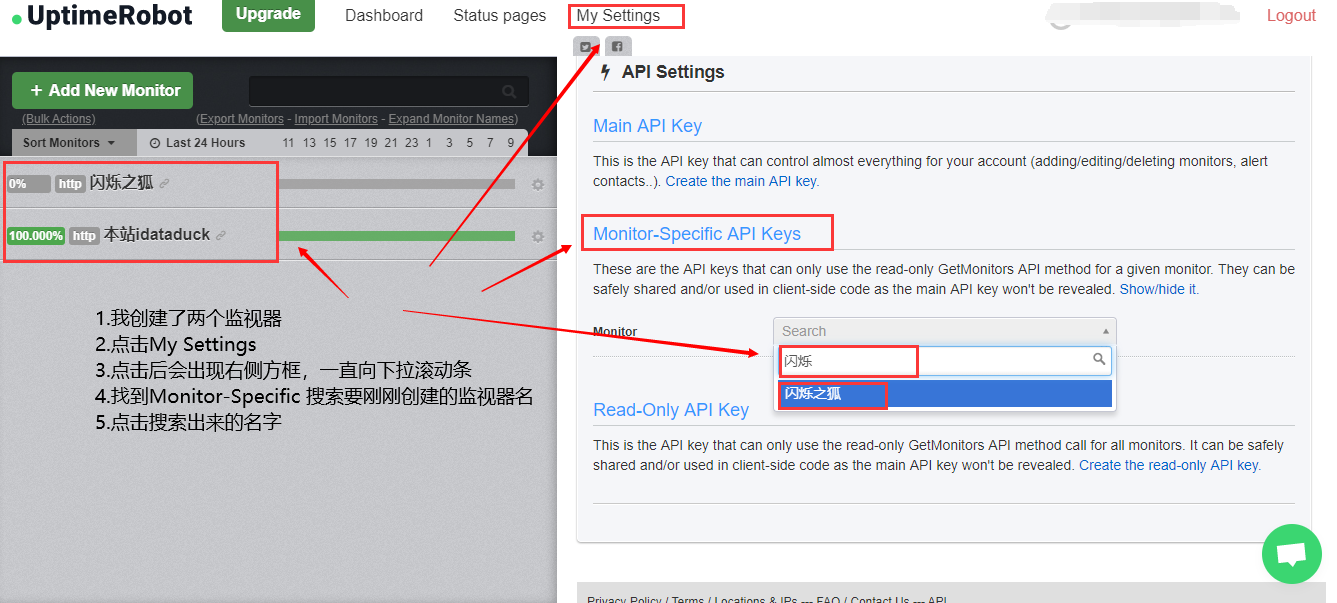 UptimeRobot
Upgrade
Dashboard
Status pages
My Settings
Logout
+ Add New Monitor
(Bulk Actions)
(Export Monitors - Import Monitors - Expand Monitor Names)
Sort Monitors
Last 24 Hours
11 13 15 17 19 21 23 1 3 5 7 9
0% http 闪烁之狐
100.000% http 本站idataduck
1.我创建了两个监视器
2.点击My Settings
3.点击后会出现右侧方框，一直向下拉滚动条
4.找到Monitor-Specific 搜索要刚刚创建的监视器名
5.点击搜索出来的名字
API Settings
Main API Key
This is the API key that can control almost everything for your account (adding/editing/deleting monitors, alert
contacts..). Create the main API key.
Monitor-Specific API Keys
These are the API keys that can only use the read-only GetMonitors API method for a given monitor. They can be
safely shared and/or used in client-side code as the main API key won't be revealed. Show/hide it.
Monitor
Search
闪烁
闪烁之狐
Read-Only API Key
This is the API key that can only use the read-only GetMonitors API method call for all monitors. It can be safely
shared and/or used in client-side code as the main API key won't be revealed. Create the read-only API key.
Privacy Policy / Terms / Locations & IPs --- FAQ / Contact Us --- API